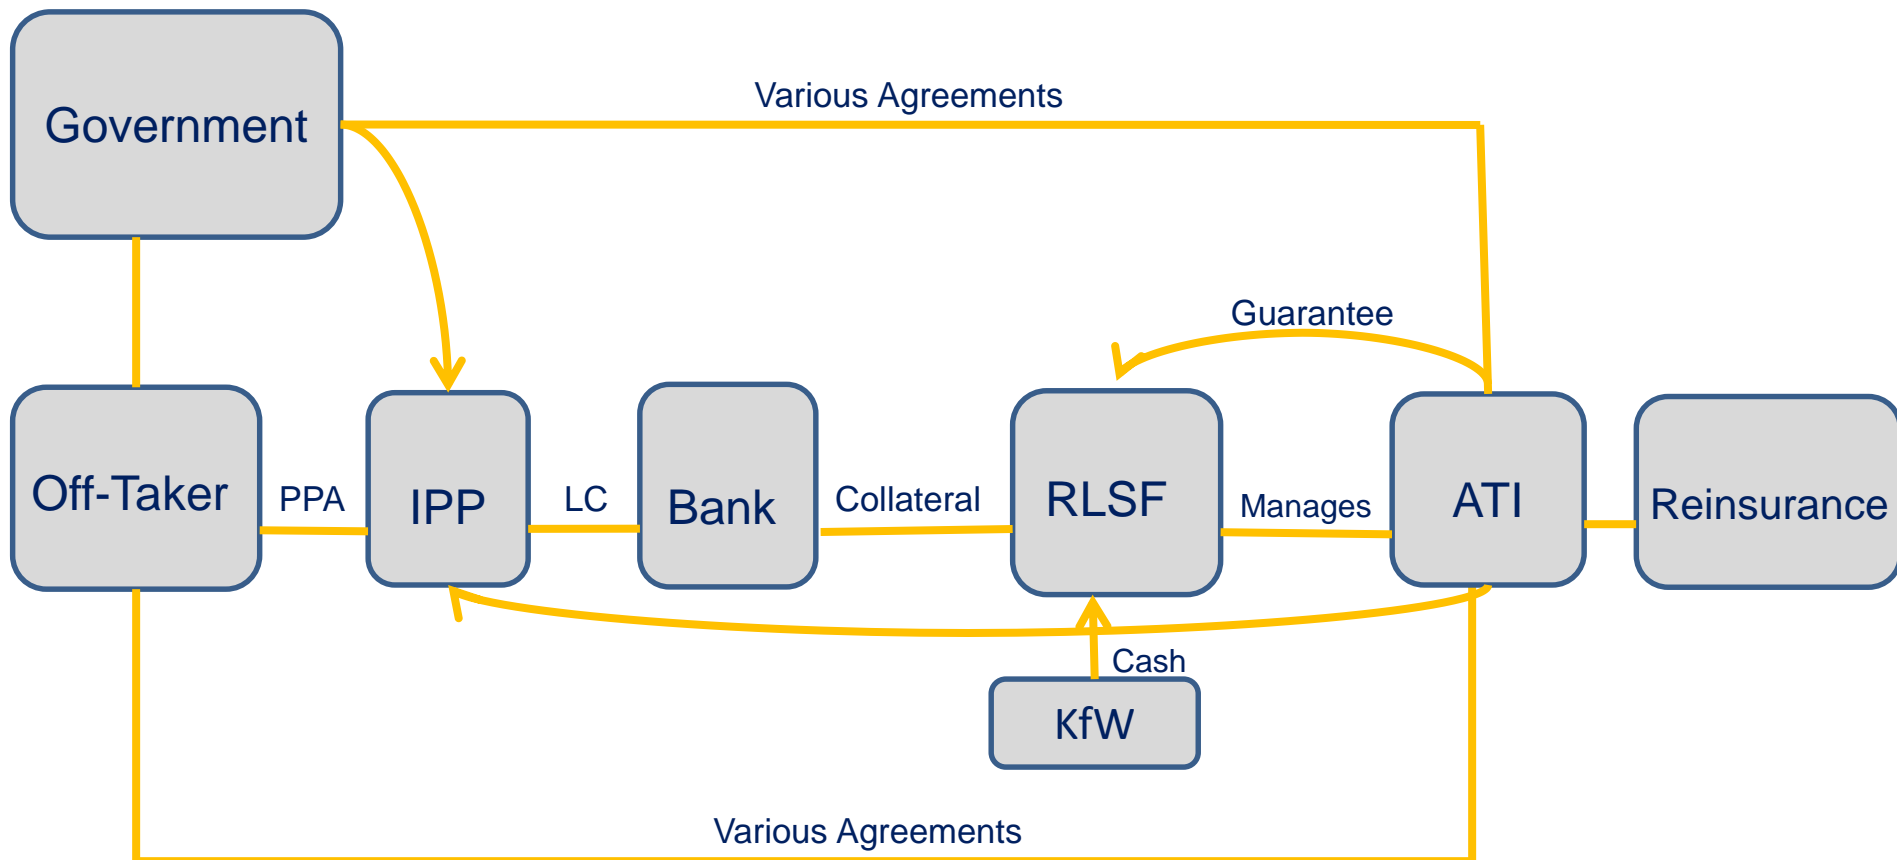 Government
Various Agreements
Guarantee
Off-Taker
PPA
IPP
LC
Bank
Collateral
RLSF
Manages
ATI
Reinsurance
Cash
KfW
Various Agreements